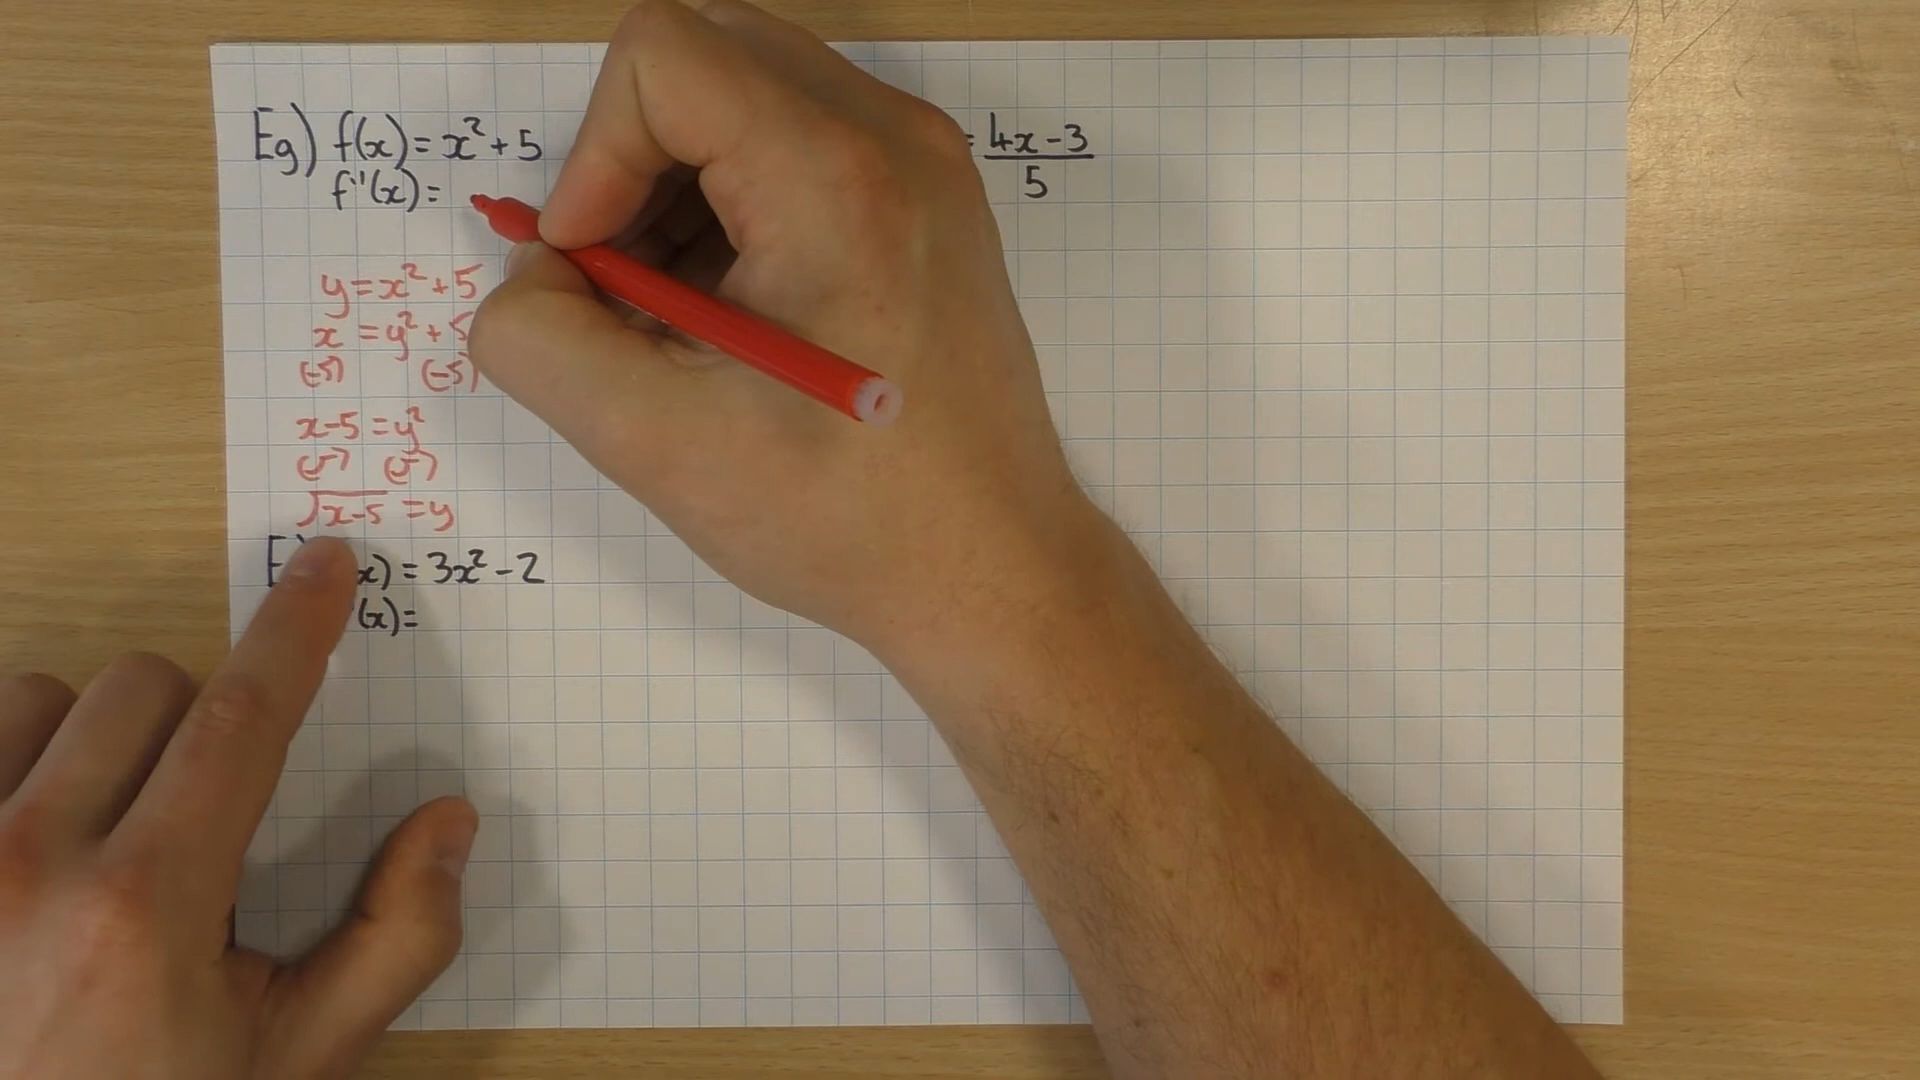 Eg) f(x) = x² + 5
f⁻¹(x) =
y = x² + 5
x = y² + 5
(-5) (-5)
x - 5 = y²
(√) (√)
√x-5 = y
x) = 3x² - 2
(x) =
= 4x - 3
5